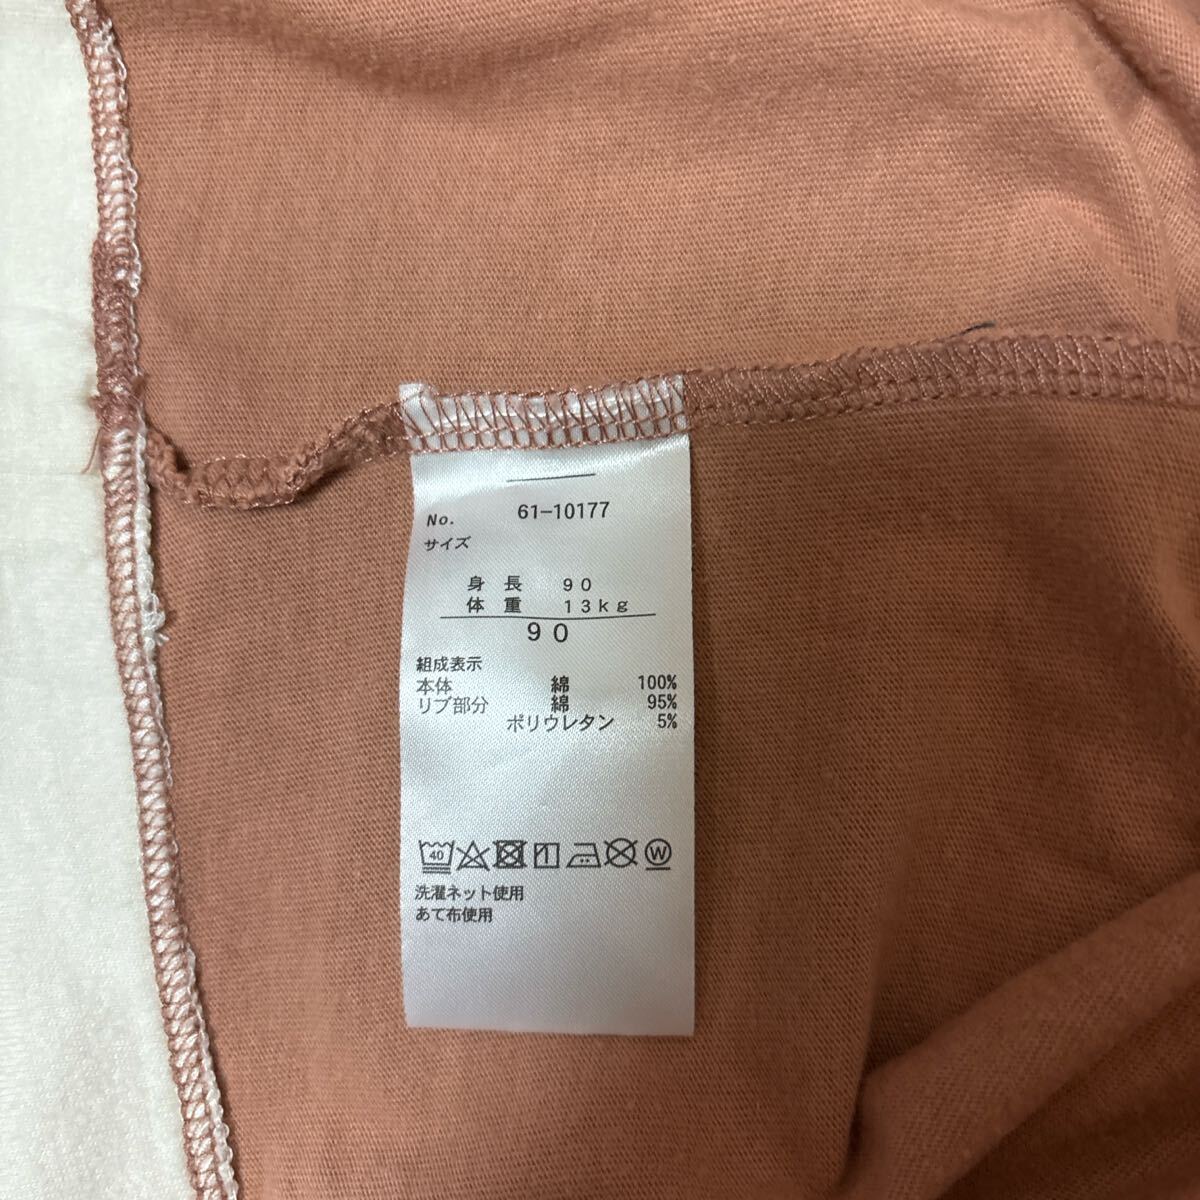 No. 61-10177
サイズ
身長 90
体重 13kg
90
組成表示
本体 綿 100%
リブ部分 綿 95%
ポリウレタン 5%
40 W
洗濯ネット使用
あて布使用